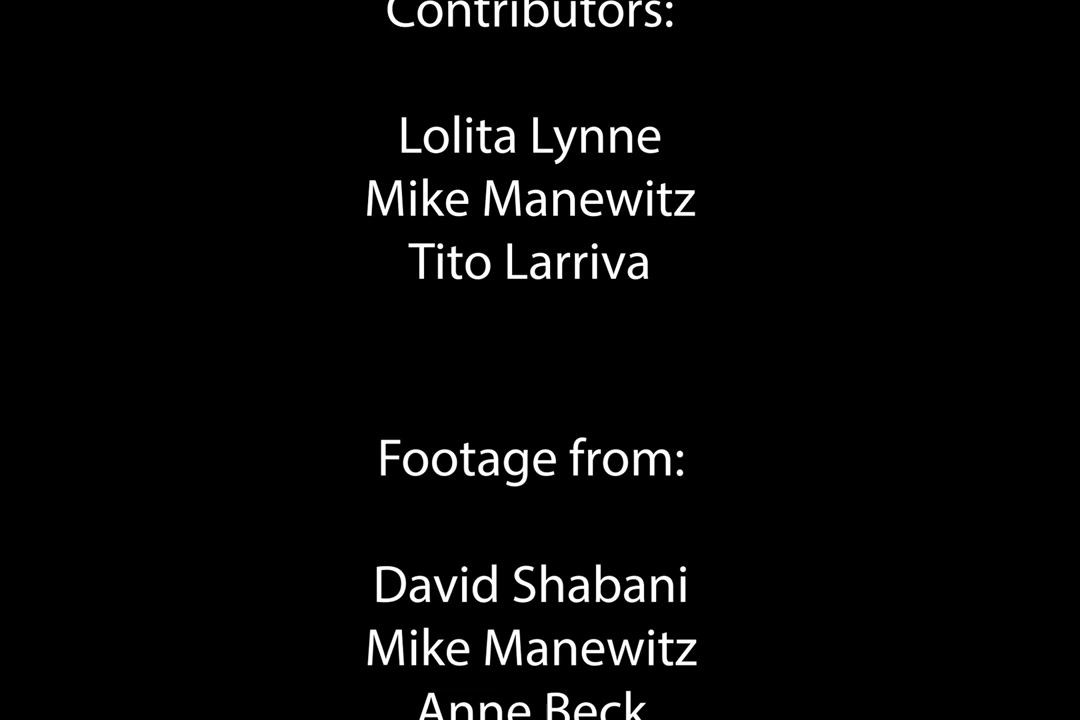 Contributors:
Lolita Lynne
Mike Manewitz
Tito Larriva
Footage from:
David Shabani
Mike Manewitz
Anne Beck